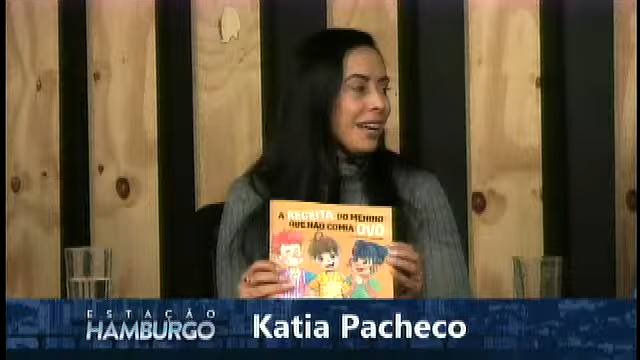 A RECEITA DO MENINO
QUE NÃO COMIA OVO
ESTAÇÃO
HAMBURGO
Katia Pacheco